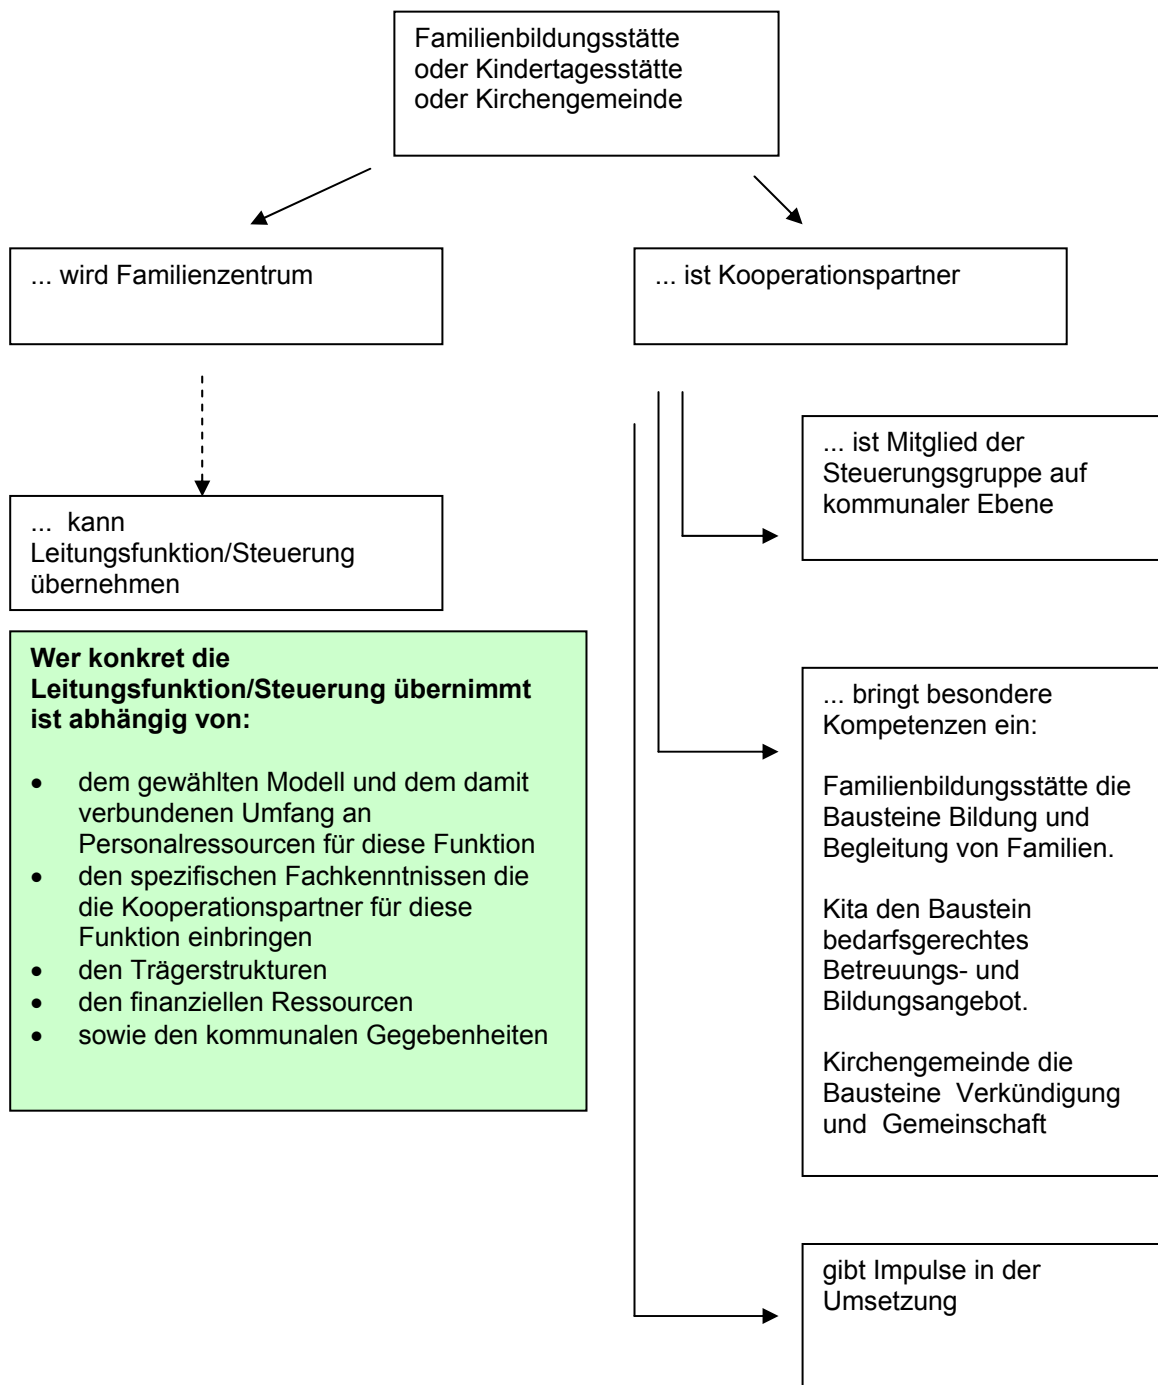 Familienbildungsstätte
oder Kindertagesstätte
oder Kirchengemeinde
... wird Familienzentrum
... ist Kooperationspartner
... kann
Leitungsfunktion/Steuerung
übernehmen
Wer konkret die
Leitungsfunktion/Steuerung übernimmt
ist abhängig von:
• dem gewählten Modell und dem damit
verbundenen Umfang an
Personalressourcen für diese Funktion
• den spezifischen Fachkenntnissen die
die Kooperationspartner für diese
Funktion einbringen
• den Trägerstrukturen
• den finanziellen Ressourcen
• sowie den kommunalen Gegebenheiten
... ist Mitglied der
Steuerungsgruppe auf
kommunaler Ebene
... bringt besondere
Kompetenzen ein:
Familienbildungsstätte die
Bausteine Bildung und
Begleitung von Familien.
Kita den Baustein
bedarfsgerechtes
Betreuungs- und
Bildungsangebot.
Kirchengemeinde die
Bausteine Verkündigung
und Gemeinschaft
gibt Impulse in der
Umsetzung